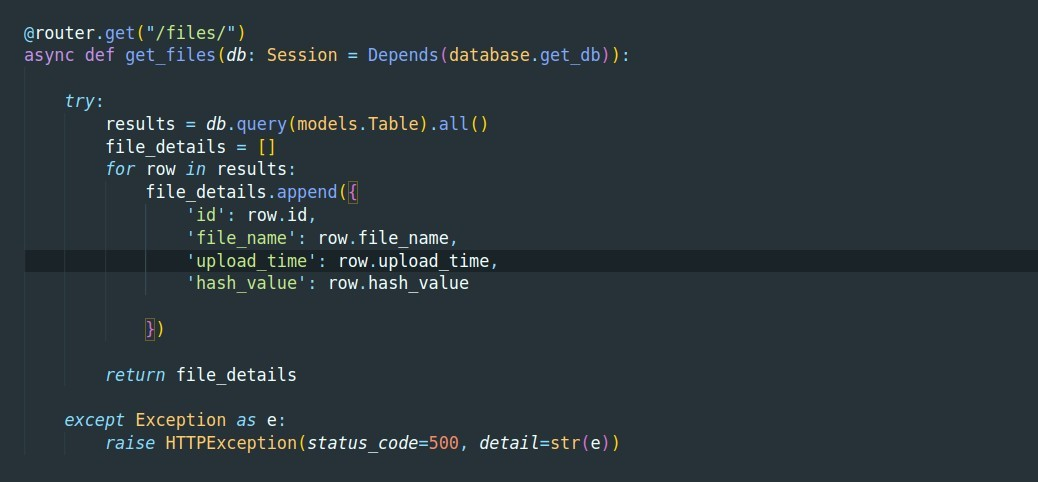 @router.get("/files/")
async def get_files(db: Session = Depends(database.get_db)):
try:
results = db.query(models.Table).all()
file_details = []
for row in results:
file_details.append({
'id': row.id,
'file_name': row.file_name,
'upload_time': row.upload_time,
'hash_value': row.hash_value
})
return file_details
except Exception as e:
raise HTTPException(status_code=500, detail=str(e))